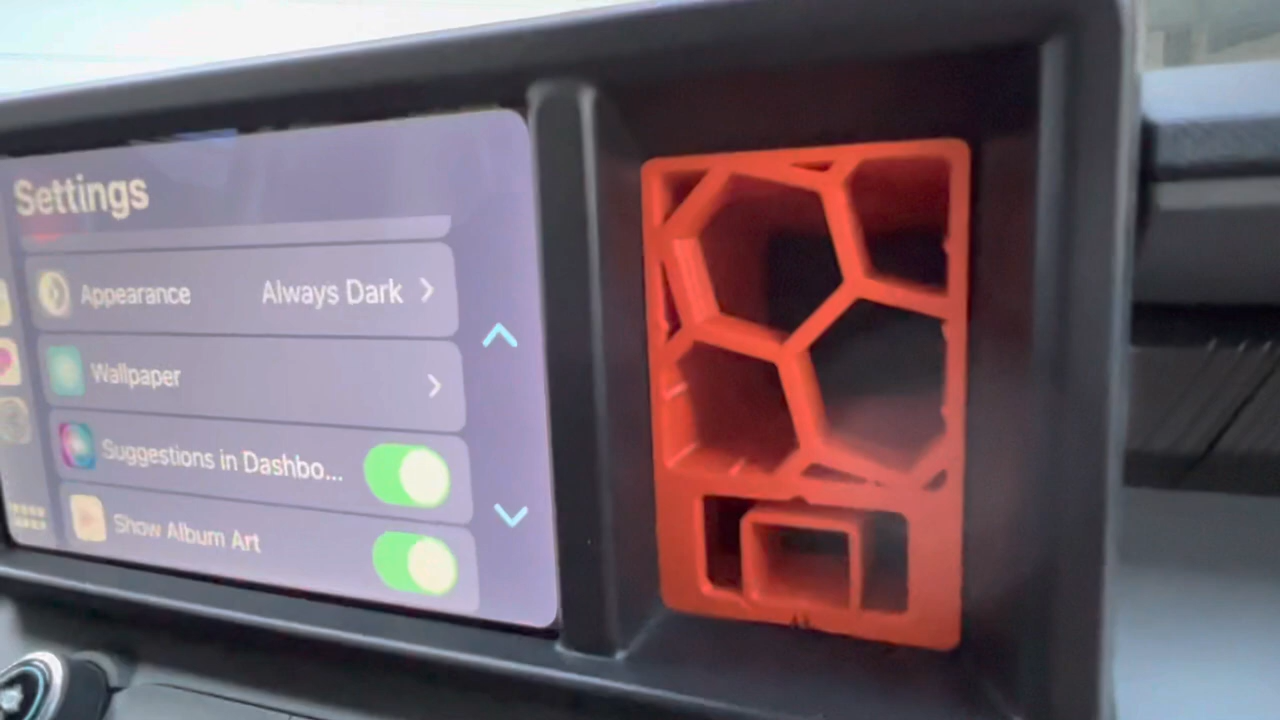 Settings
Appearance Always Dark
Wallpaper
Suggestions in Dashbo...
Show Album Art